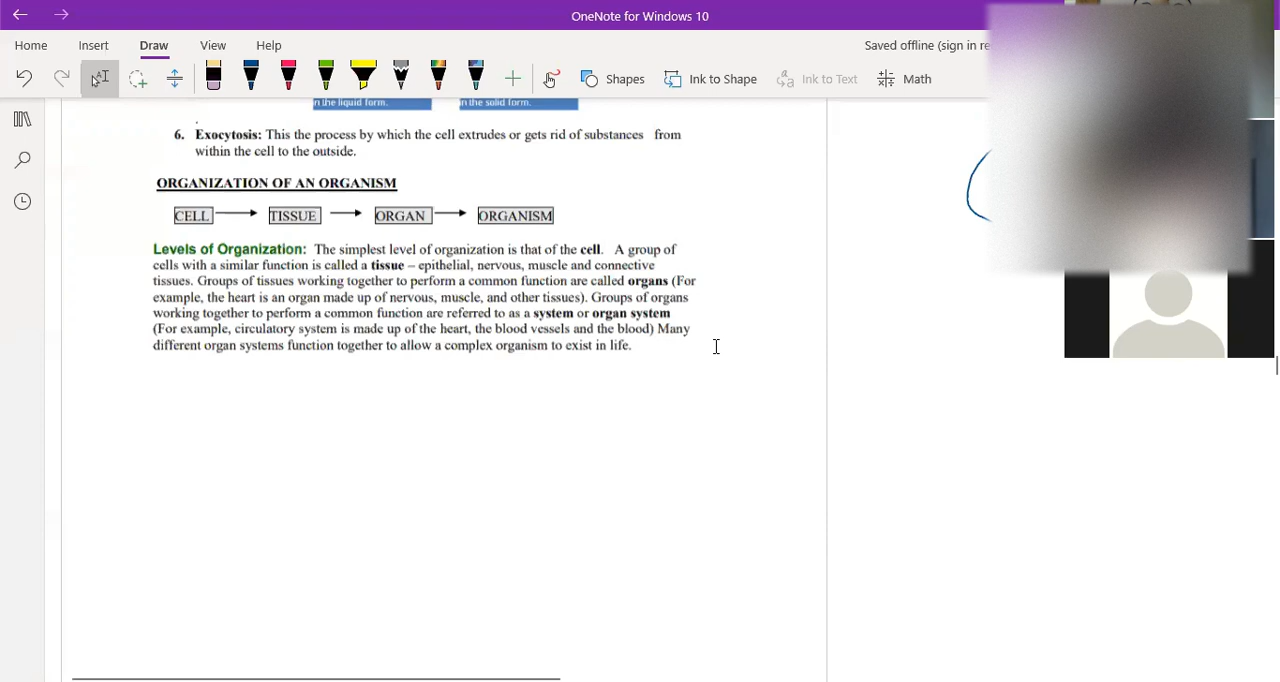 OneNote for Windows 10
Home Insert Draw View Help
Saved offline (sign in re
Shapes Ink to Shape Ink to Text Math
n the liquid form. n the solid form.
6. Exocytosis: This the process by which the cell extrudes or gets rid of substances from
within the cell to the outside.
ORGANIZATION OF AN ORGANISM
CELL TISSUE ORGAN ORGANISM
Levels of Organization: The simplest level of organization is that of the cell. A group of
cells with a similar function is called a tissue – epithelial, nervous, muscle and connective
tissues. Groups of tissues working together to perform a common function are called organs (For
example, the heart is an organ made up of nervous, muscle, and other tissues). Groups of organs
working together to perform a common function are referred to as a system or organ system
(For example, circulatory system is made up of the heart, the blood vessels and the blood) Many
different organ systems function together to allow a complex organism to exist in life.